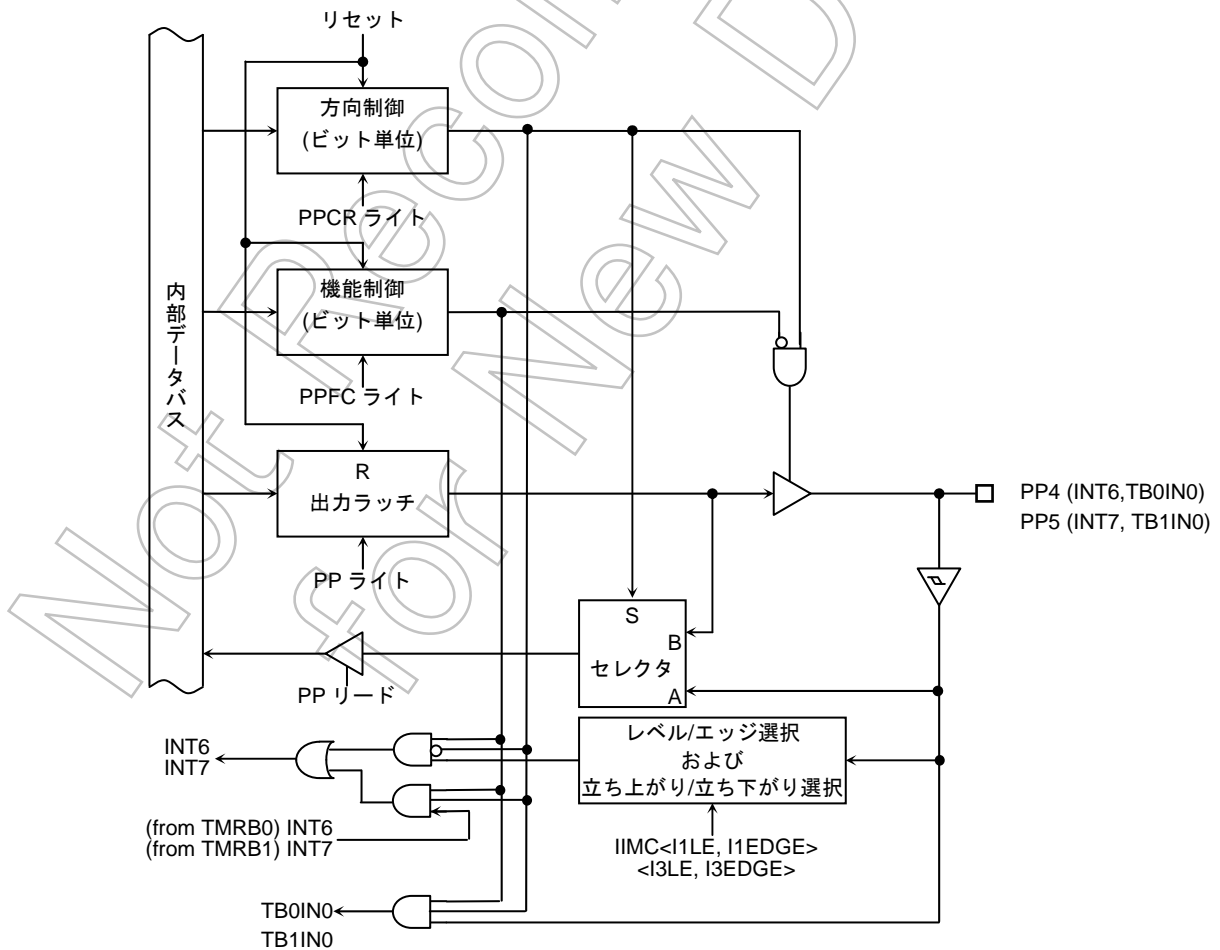 リセット
方向制御
(ビット単位)
PPCR ライト
内部データバス
機能制御
(ビット単位)
PPFC ライト
R
出力ラッチ
PP4 (INT6,TB0IN0)
PP5 (INT7, TB1IN0)
PP ライト
S
B
セレクタ
A
PP リード
レベル/エッジ選択
および
立ち上がり/立ち下がり選択
INT6
INT7
(from TMRB0) INT6
(from TMRB1) INT7
IIMC<I1LE, I1EDGE>
<I3LE, I3EDGE>
TB0IN0
TB1IN0
Not Recom
for New D